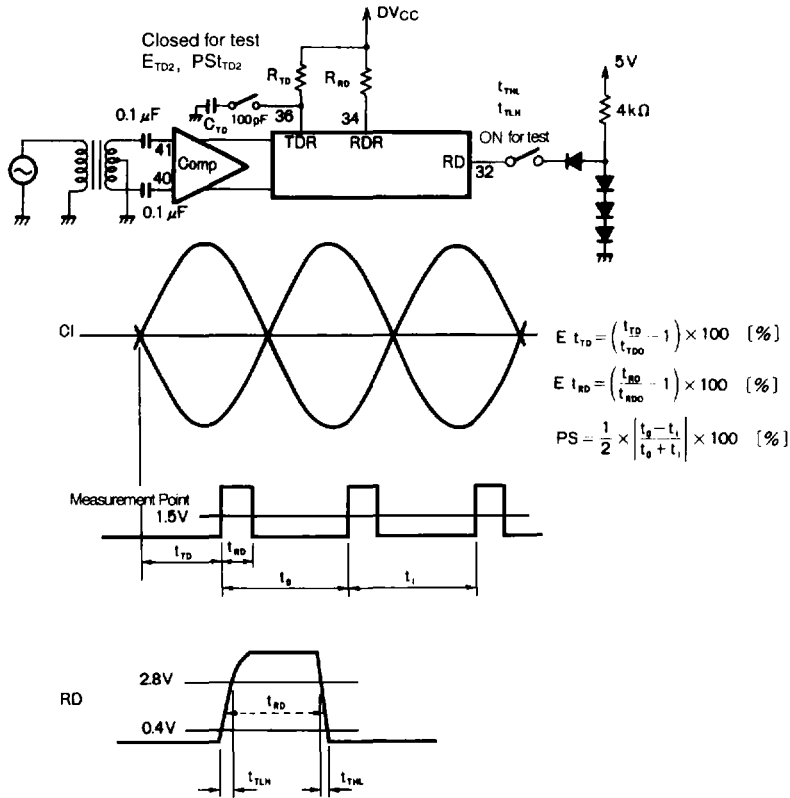 DVCC
Closed for test
ETD2, PStTD2
RTD
RRD
5V
tTHL
tTLH
4kΩ
0.1 μF
CTD
100pF
36
34
ON for test
41
TDR
RDR
Comp
RD
32
40
0.1 μF
CI
E tTD = (tTD/tTDO - 1) × 100 [%]
E tRD = (tRD/tRDO - 1) × 100 [%]
PS = 1/2 × |t0 - t1/t0 + t1| × 100 [%]
Measurement Point
1.5V
tTD
tRD
t0
t1
RD
2.8V
tRD
0.4V
tTLH
tTHL